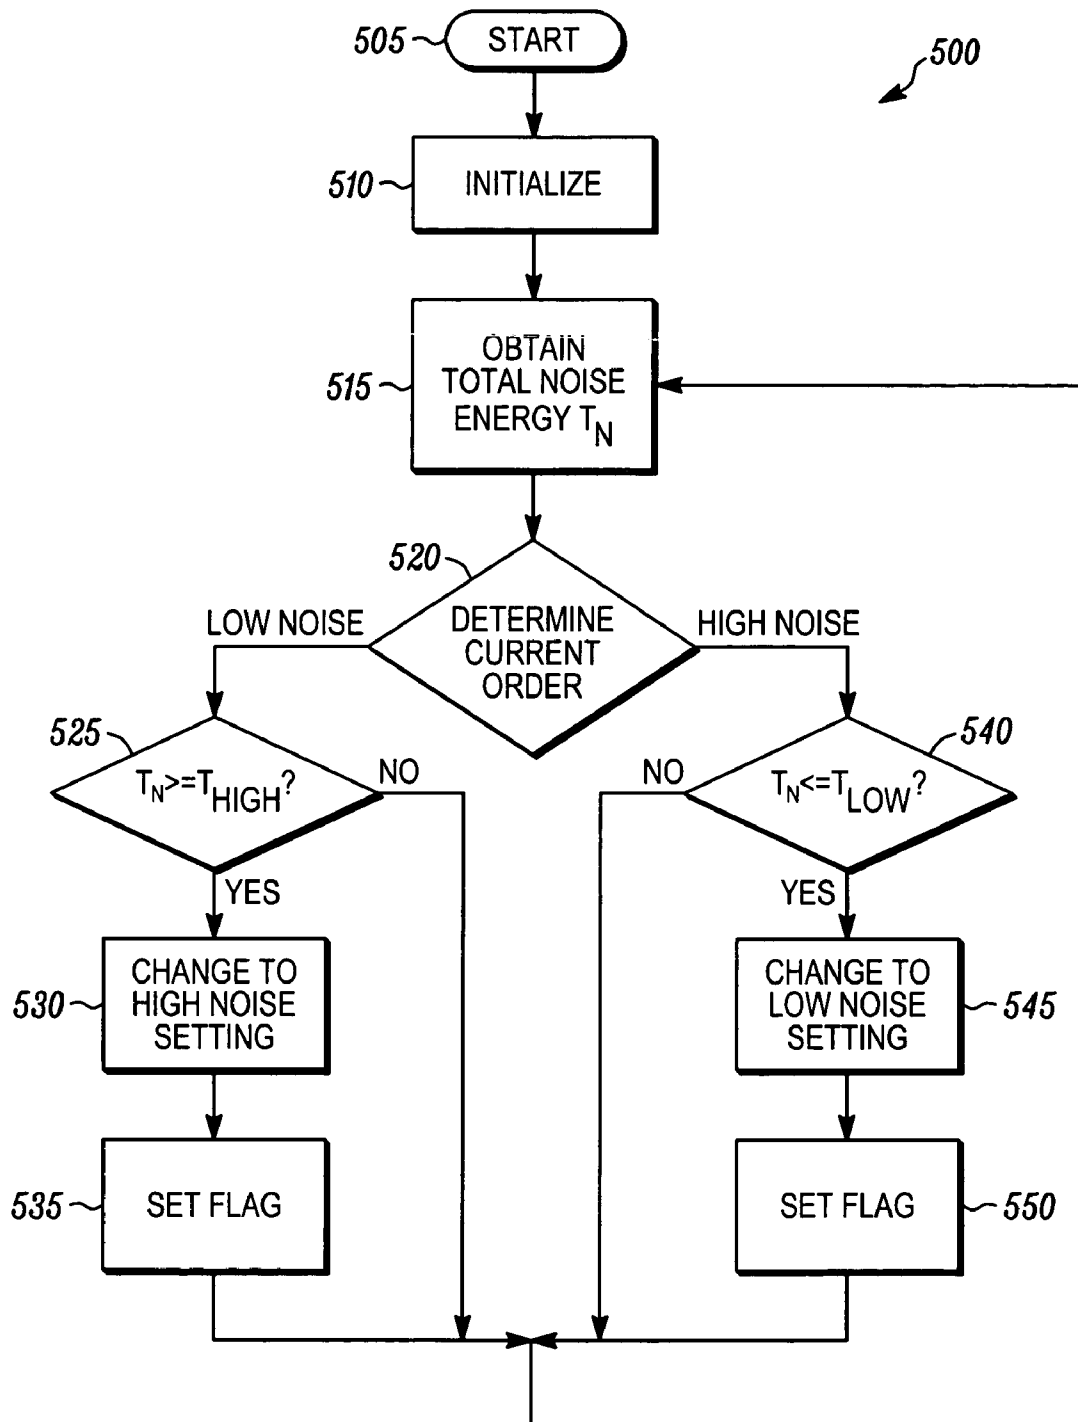 505
START
500
510
INITIALIZE
515
OBTAIN
TOTAL NOISE
ENERGY TN
520
LOW NOISE
DETERMINE
CURRENT
ORDER
HIGH NOISE
525
TN>=THIGH?
NO
YES
540
NO
TN<=TLOW?
YES
530
CHANGE TO
HIGH NOISE
SETTING
CHANGE TO
LOW NOISE
SETTING
545
535
SET FLAG
SET FLAG
550